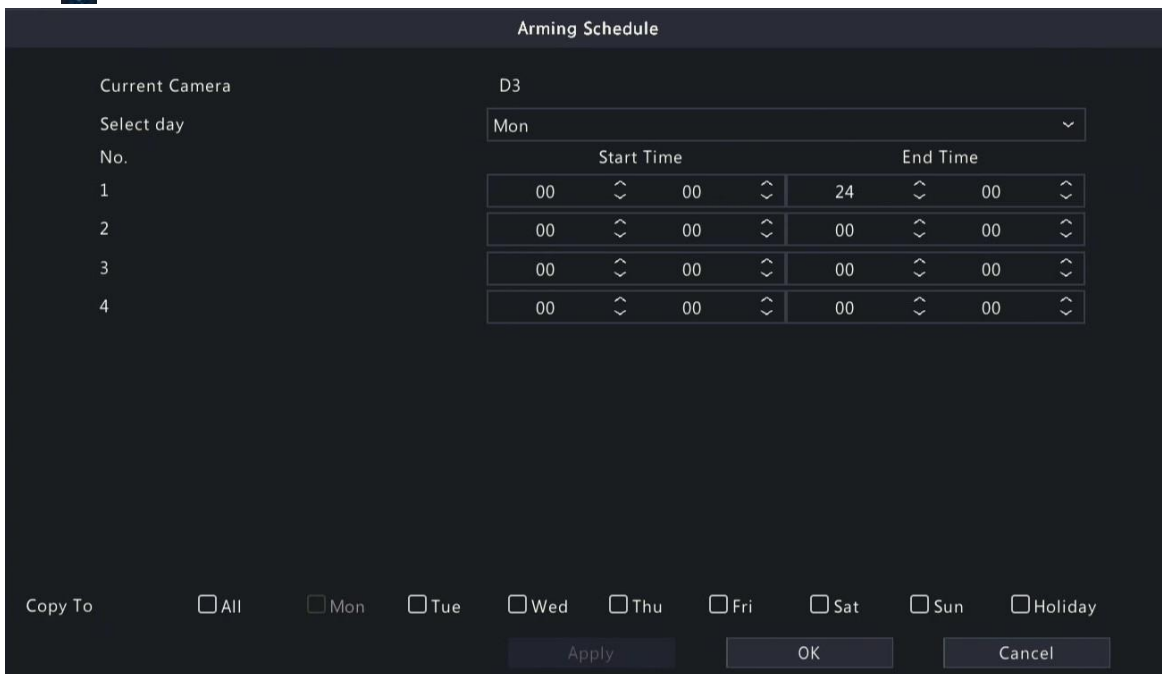 Arming Schedule
Current Camera D3
Select day Mon
No. Start Time End Time
1 00 00 24 00
2 00 00 00 00
3 00 00 00 00
4 00 00 00 00
Copy To All Mon Tue Wed Thu Fri Sat Sun Holiday
Apply OK Cancel